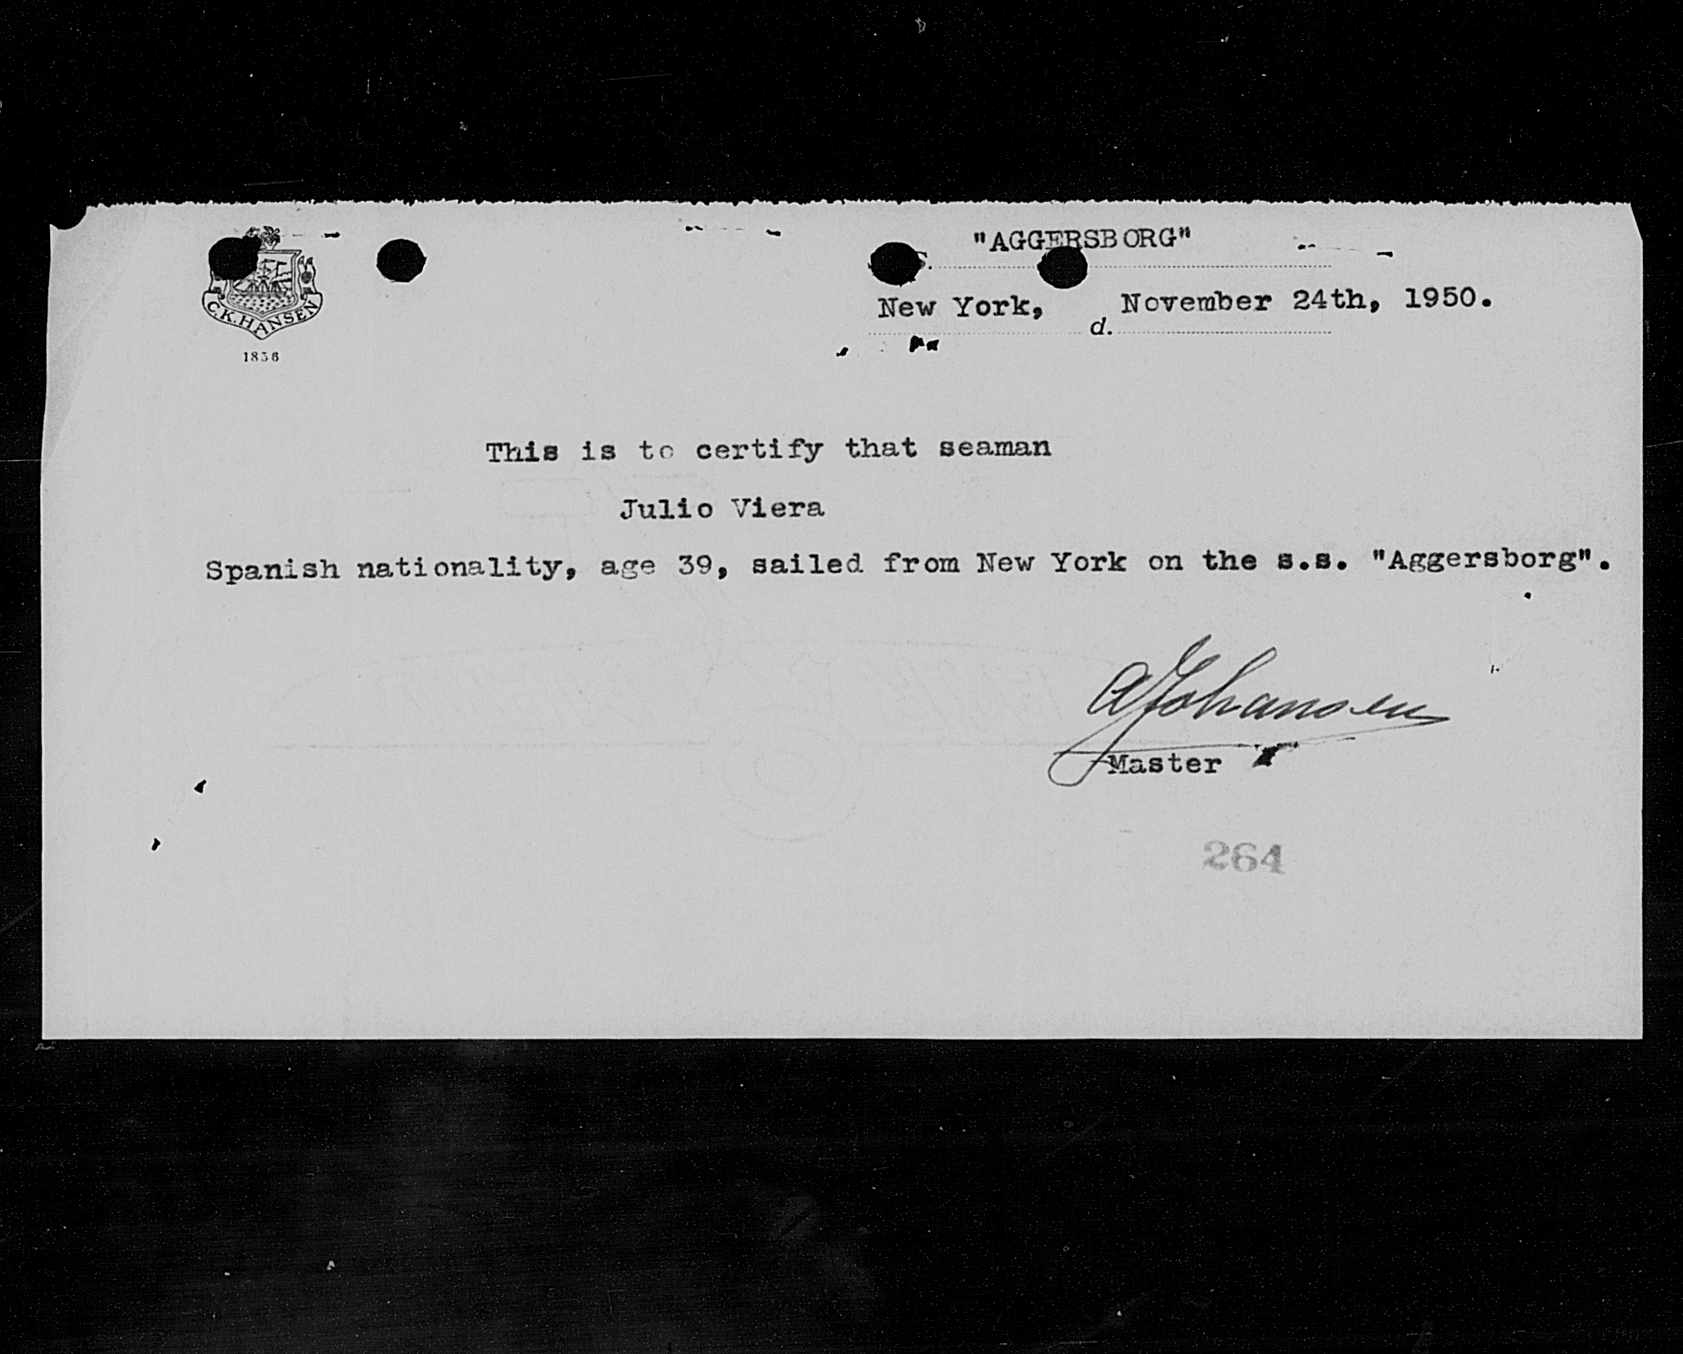 "AGGERSBORG"
S.
New York, d. November 24th, 1950.
C.K.HANSEN
1856
This is to certify that seaman
Julio Viera
Spanish nationality, age 39, sailed from New York on the s.s. "Aggersborg".
A Johansen
Master
264